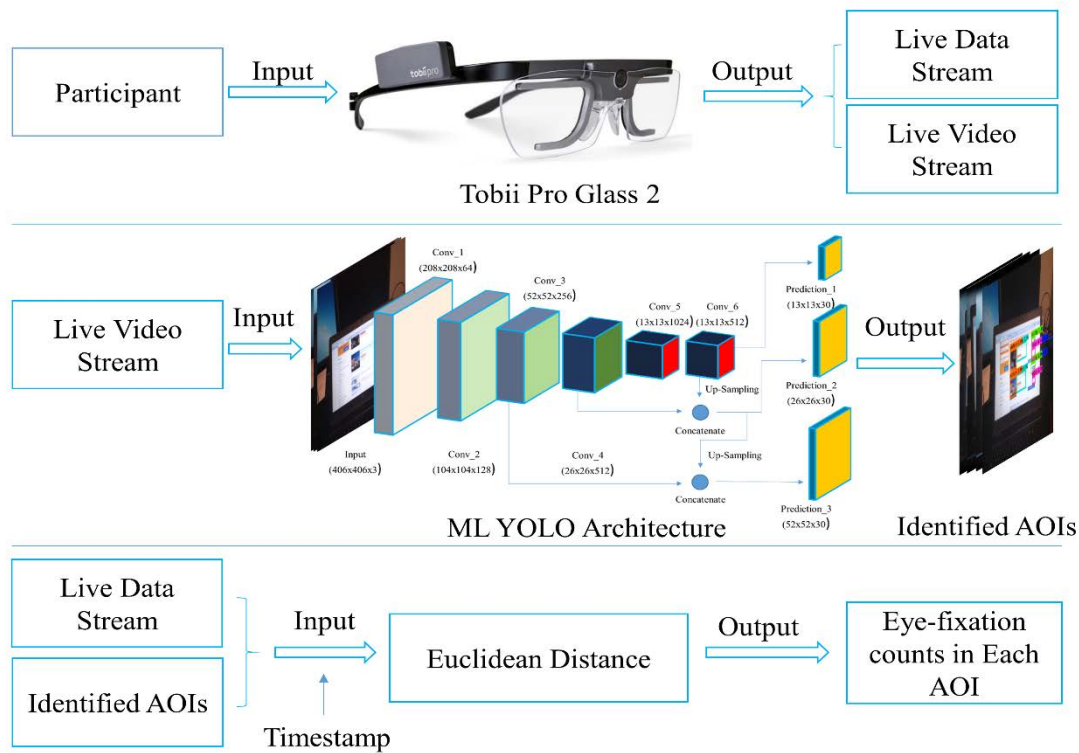 Participant
Input
tobiipro
Output
Live Data
Stream
Live Video
Stream
Tobii Pro Glass 2
Live Video
Stream
Input
Conv_1
(208x208x64)
Conv_3
(52x52x256)
Conv_5
(13x13x1024)
Conv_6
(13x13x512)
Prediction_1
(13x13x30)
Up-Sampling
Concatenate
Prediction_2
(26x26x30)
Output
Input
(406x406x3)
Conv_2
(104x104x128)
Conv_4
(26x26x512)
Up-Sampling
Concatenate
Prediction_3
(52x52x30)
ML YOLO Architecture
Identified AOIs
Live Data
Stream
Identified AOIs
Input
Timestamp
Euclidean Distance
Output
Eye-fixation
counts in Each
AOI